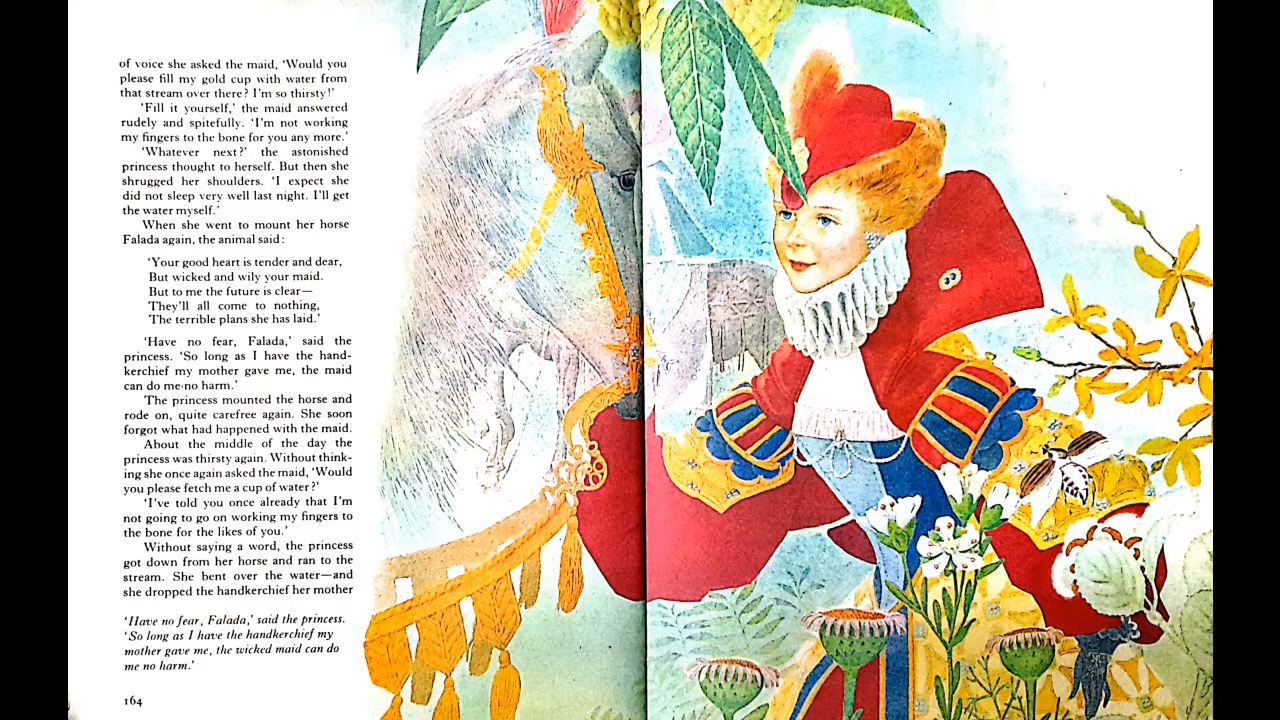 of voice she asked the maid, 'Would you
please fill my gold cup with water from
that stream over there? I'm so thirsty!'
'Fill it yourself,' the maid answered
rudely and spitefully. 'I'm not working
my fingers to the bone for you any more.'
'Whatever next?' the astonished
princess thought to herself. But then she
shrugged her shoulders. 'I expect she
did not sleep very well last night. I'll get
the water myself.'
When she went to mount her horse
Falada again, the animal said:
'Your good heart is tender and dear,
But wicked and wily your maid.
But to me the future is clear—
They'll all come to nothing,
The terrible plans she has laid.'
'Have no fear, Falada,' said the
princess. 'So long as I have the hand-
kerchief my mother gave me, the maid
can do me no harm.'
The princess mounted the horse and
rode on, quite carefree again. She soon
forgot what had happened with the maid.
About the middle of the day the
princess was thirsty again. Without think-
ing she once again asked the maid, 'Would
you please fetch me a cup of water?'
'I've told you once already that I'm
not going to go on working my fingers to
the bone for the likes of you.'
Without saying a word, the princess
got down from her horse and ran to the
stream. She bent over the water—and
she dropped the handkerchief her mother
'Have no fear, Falada,' said the princess.
'So long as I have the handkerchief my
mother gave me, the wicked maid can do
me no harm.'
164